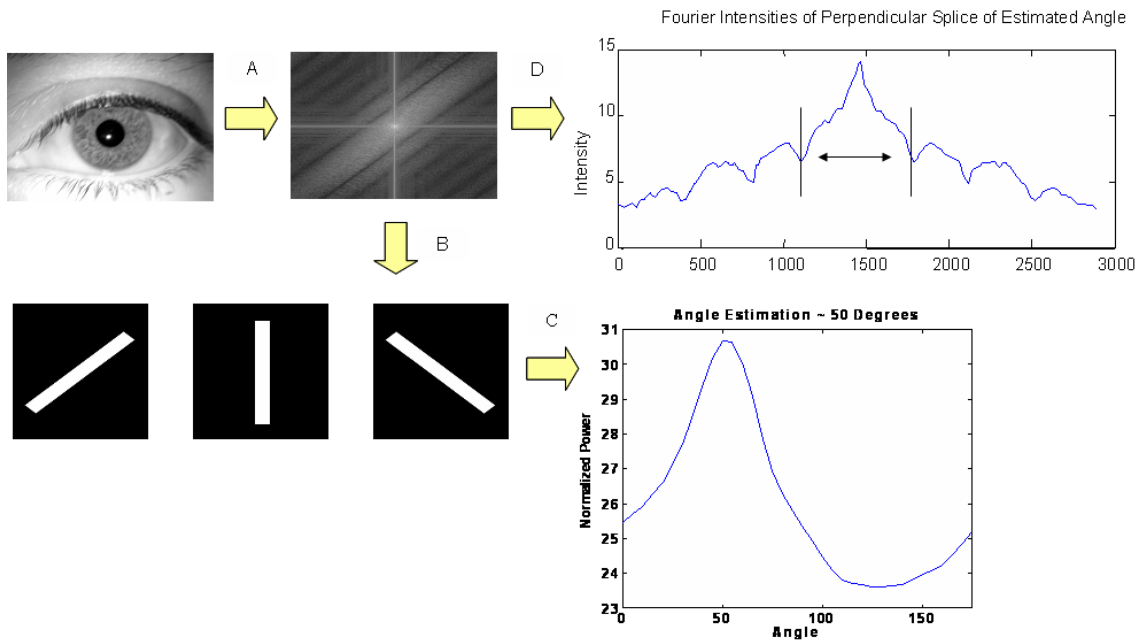 Fourier Intensities of Perpendicular Splice of Estimated Angle
A
D
15
10
5
0
Intensity
0 500 1000 1500 2000 2500 3000
B
C
Angle Estimation ~ 50 Degrees
31
30
29
28
27
26
25
24
23
Normalized Power
0 50 100 150
Angle